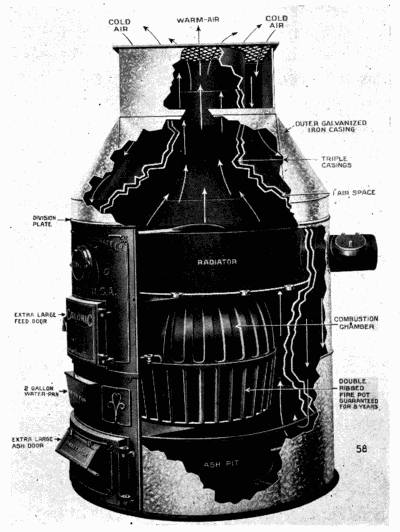 COLD
AIR
WARM-AIR
COLD
AIR
OUTER GALVANIZED
IRON CASING
TRIPLE
CASINGS
AIR SPACE
DIVISION
PLATE
RADIATOR
U.S.A.
EXTRA LARGE
FEED DOOR
CALORIC
COMBUSTION
CHAMBER
2 GALLON
WATER-PAN
DOUBLE
RIBBED
FIRE POT
GUARANTEED
FOR 5 YEARS
EXTRA LARGE
ASH DOOR
ASH PIT
58